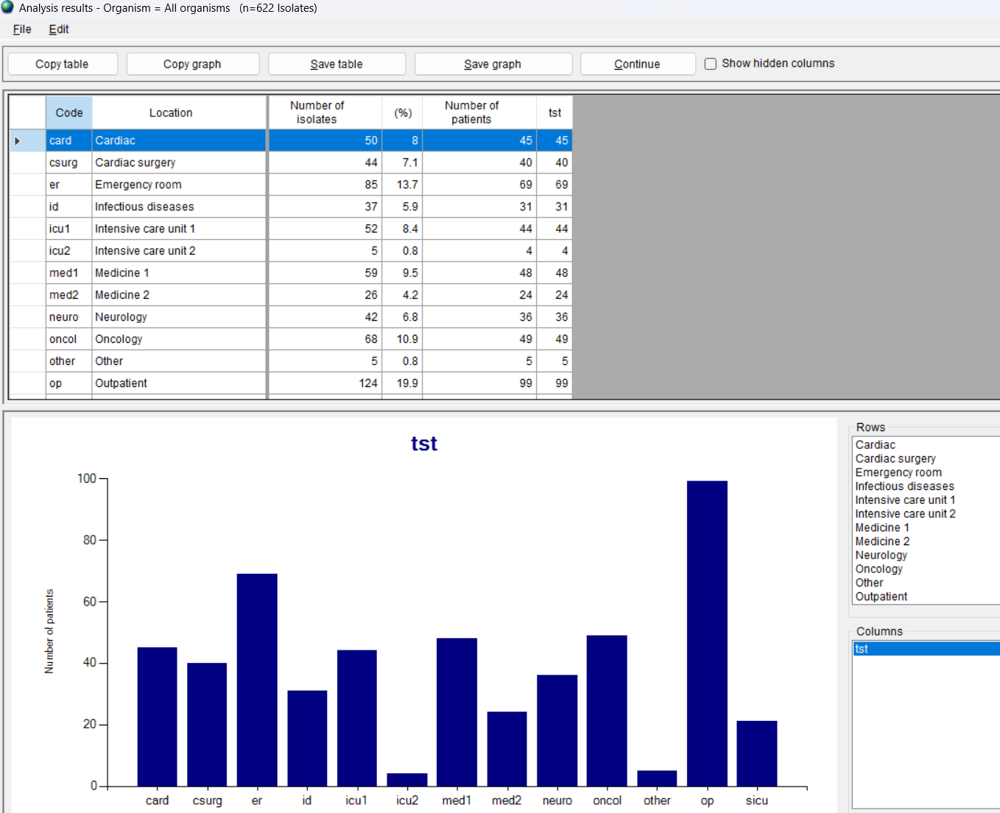 Analysis results - Organism = All organisms   (n=622 Isolates)
File Edit
Copy table Copy graph Save table Save graph Continue Show hidden columns
Code Location Number of isolates (%) Number of patients tst
card Cardiac 50 8 45 45
csurg Cardiac surgery 44 7.1 40 40
er Emergency room 85 13.7 69 69
id Infectious diseases 37 5.9 31 31
icu1 Intensive care unit 1 52 8.4 44 44
icu2 Intensive care unit 2 5 0.8 4 4
med1 Medicine 1 59 9.5 48 48
med2 Medicine 2 26 4.2 24 24
neuro Neurology 42 6.8 36 36
oncol Oncology 68 10.9 49 49
other Other 5 0.8 5 5
op Outpatient 124 19.9 99 99
tst
Number of patients
100
80
60
40
20
0
card csurg er id icu1 icu2 med1 med2 neuro oncol other op sicu
Rows
Cardiac
Cardiac surgery
Emergency room
Infectious diseases
Intensive care unit 1
Intensive care unit 2
Medicine 1
Medicine 2
Neurology
Oncology
Other
Outpatient
Columns
tst